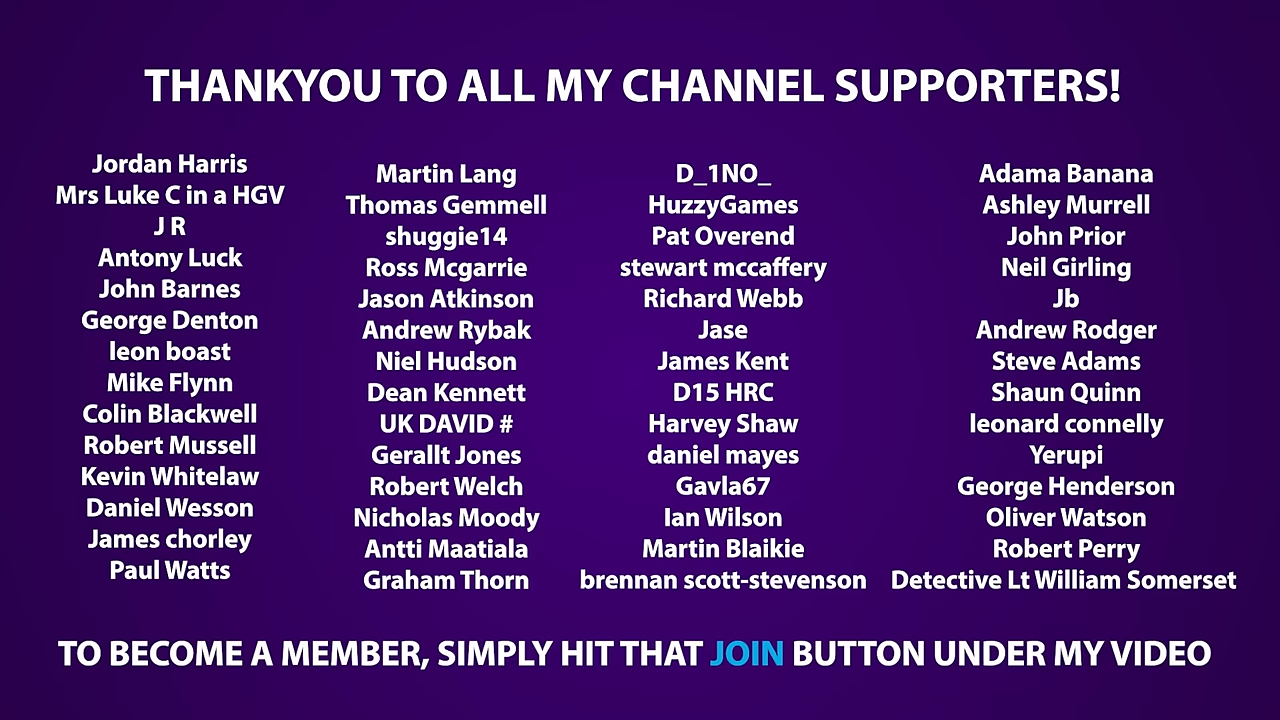 THANKYOU TO ALL MY CHANNEL SUPPORTERS!
Jordan Harris
Mrs Luke C in a HGV
J R
Antony Luck
John Barnes
George Denton
leon boast
Mike Flynn
Colin Blackwell
Robert Mussell
Kevin Whitelaw
Daniel Wesson
James chorley
Paul Watts
Martin Lang
Thomas Gemmell
shuggie14
Ross Mcgarrie
Jason Atkinson
Andrew Rybak
Niel Hudson
Dean Kennett
UK DAVID #
Gerallt Jones
Robert Welch
Nicholas Moody
Antti Maatiala
Graham Thorn
D_1NO_
HuzzyGames
Pat Overend
stewart mccaffery
Richard Webb
Jase
James Kent
D15 HRC
Harvey Shaw
daniel mayes
Gavla67
Ian Wilson
Martin Blaikie
brennan scott-stevenson
Adama Banana
Ashley Murrell
John Prior
Neil Girling
Jb
Andrew Rodger
Steve Adams
Shaun Quinn
leonard connelly
Yerupi
George Henderson
Oliver Watson
Robert Perry
Detective Lt William Somerset
TO BECOME A MEMBER, SIMPLY HIT THAT JOIN BUTTON UNDER MY VIDEO